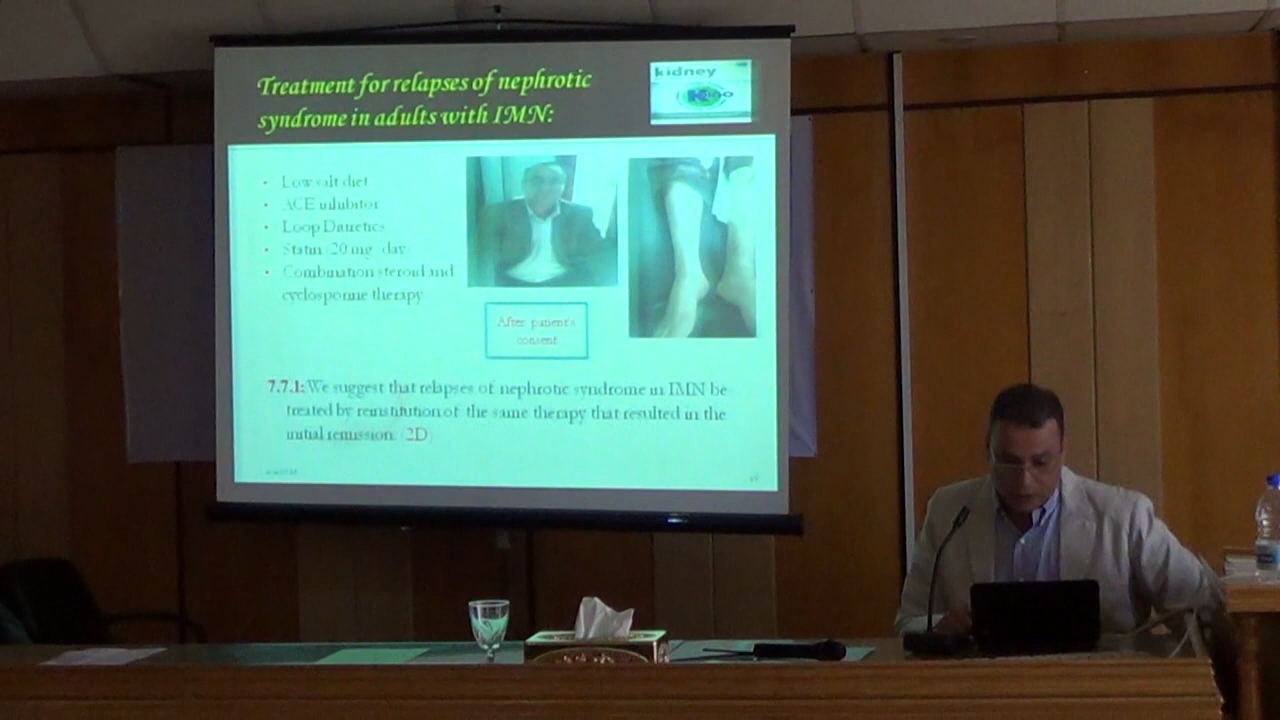 Treatment for relapses of nephrotic
syndrome in adults with IMN:
kidney
• Low salt diet
• ACE inhibitor
• Loop Diuretics
• Statin (20 mg/day)
• Combination steroid and
cyclosporine therapy
After patient's
consent
7.7.1: We suggest that relapses of nephrotic syndrome in IMN be
treated by reinstitution of the same therapy that resulted in the
initial remission. (2D)